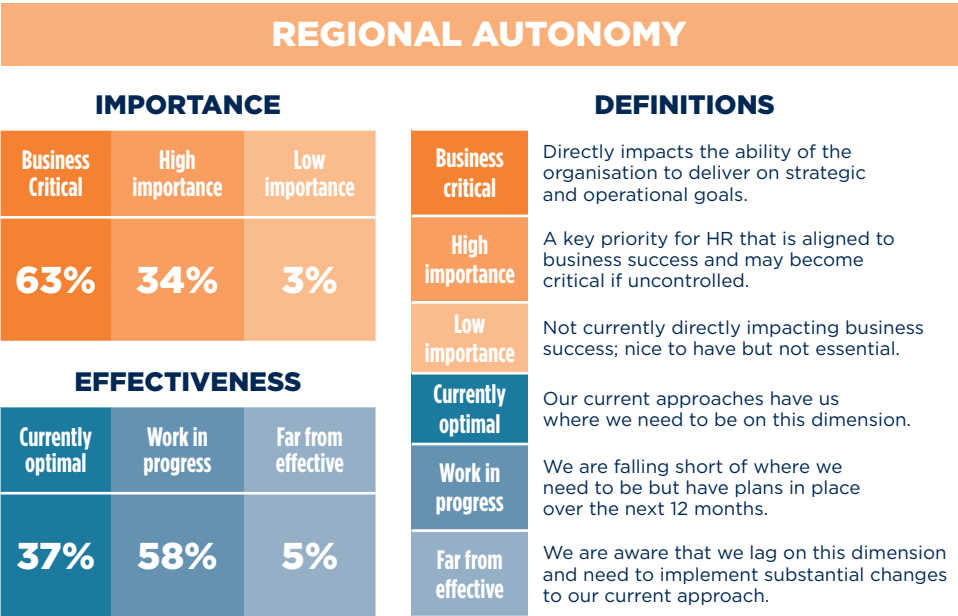 REGIONAL AUTONOMY
IMPORTANCE
Business
Critical
High
importance
Low
importance
63%
34%
3%
EFFECTIVENESS
Currently
optimal
Work in
progress
Far from
effective
37%
58%
5%
DEFINITIONS
Business
critical
Directly impacts the ability of the
organisation to deliver on strategic
and operational goals.
High
importance
A key priority for HR that is aligned to
business success and may become
critical if uncontrolled.
Low
importance
Not currently directly impacting business
success; nice to have but not essential.
Currently
optimal
Our current approaches have us
where we need to be on this dimension.
Work in
progress
We are falling short of where we
need to be but have plans in place
over the next 12 months.
Far from
effective
We are aware that we lag on this dimension
and need to implement substantial changes
to our current approach.